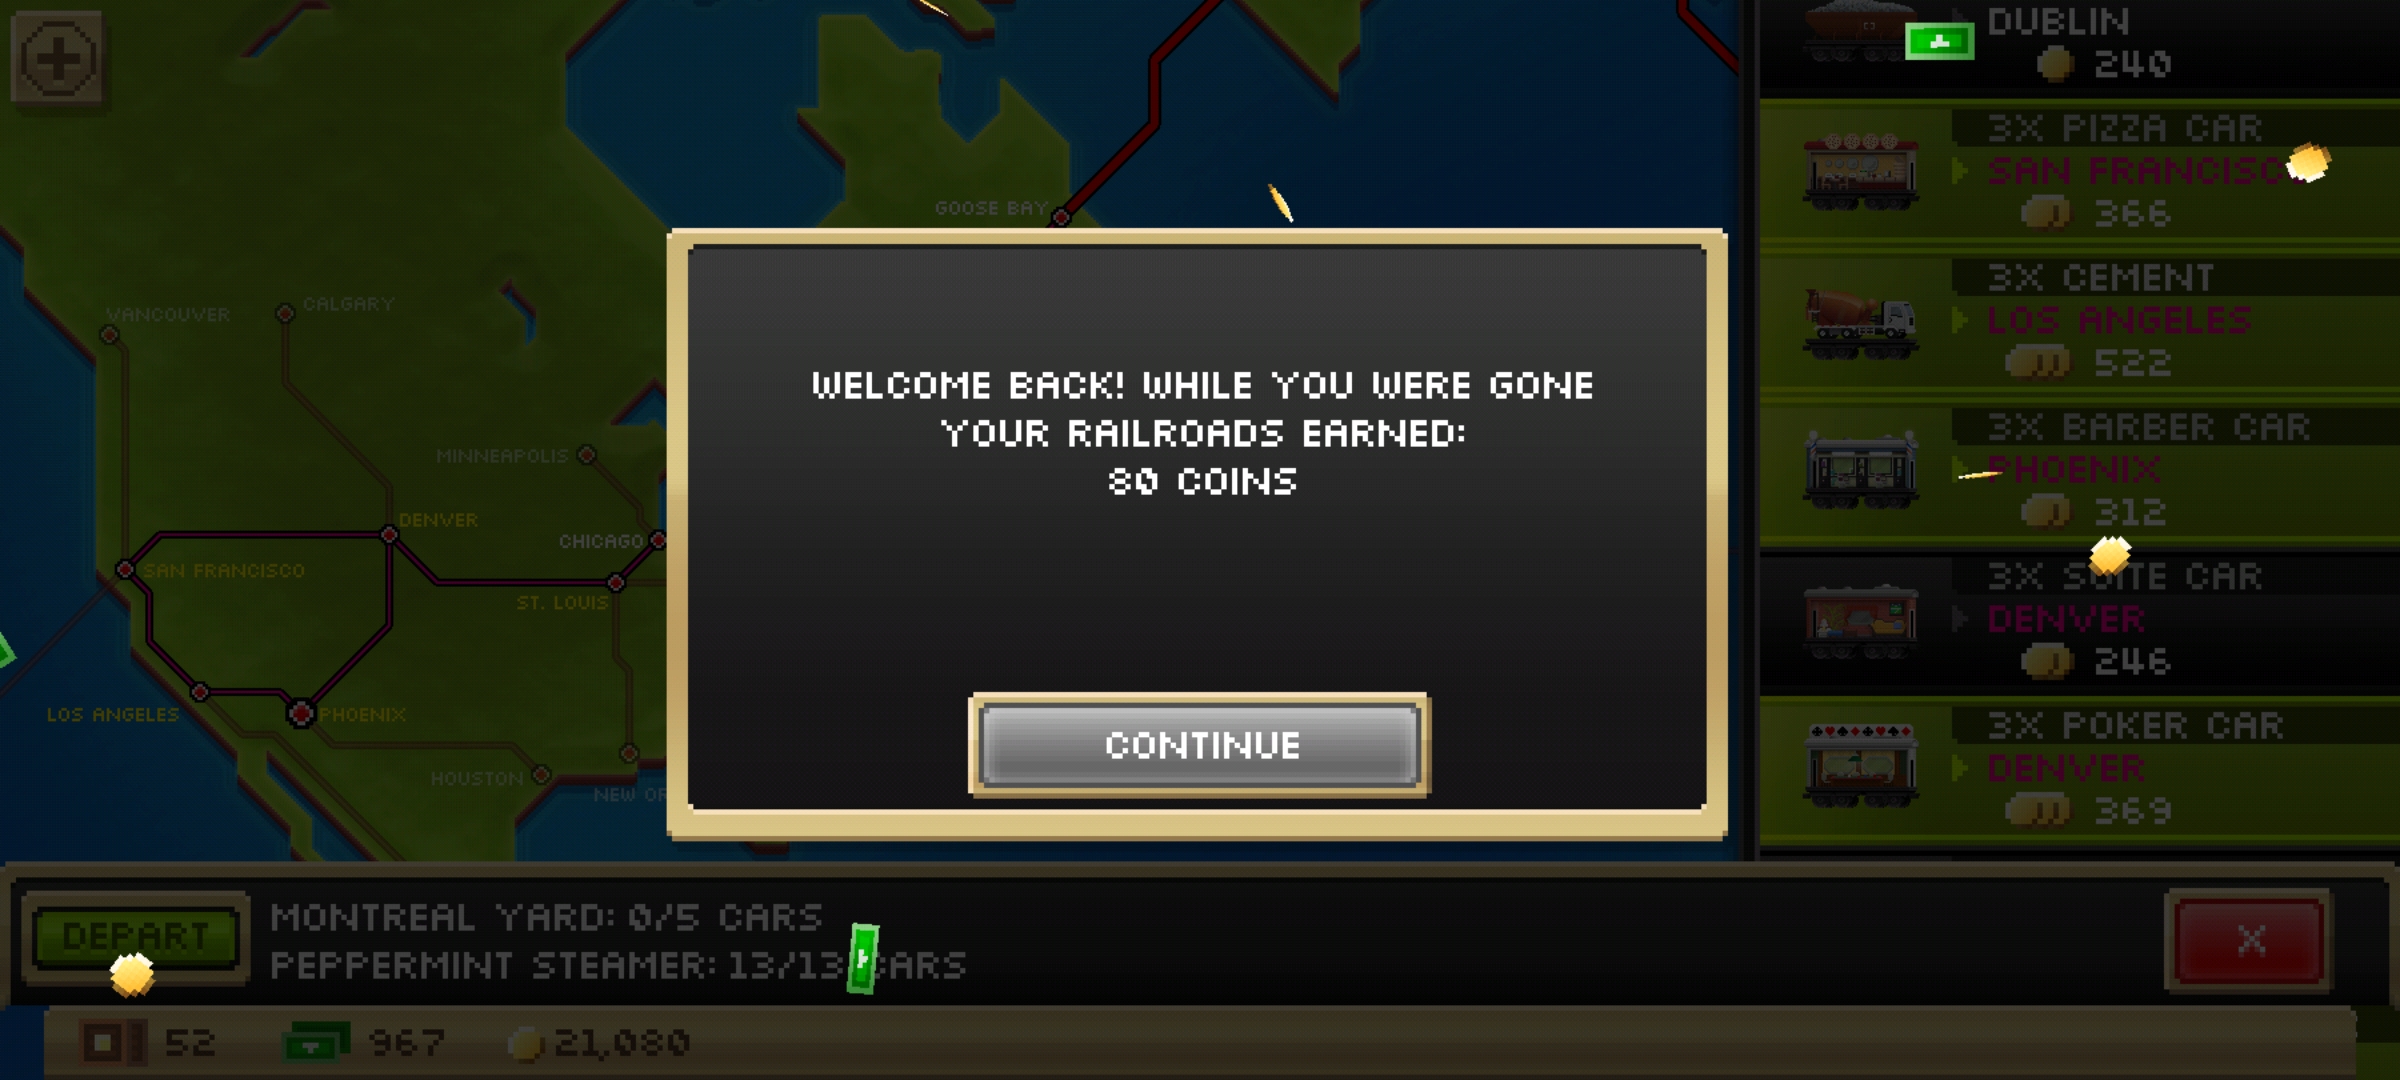 GOOSE BAY
VANCOUVER
CALGARY
MINNEAPOLIS
DENVER
CHICAGO
SAN FRANCISCO
ST. LOUIS
LOS ANGELES
PHOENIX
HOUSTON
WELCOME BACK! WHILE YOU WERE GONE
YOUR RAILROADS EARNED:
80 COINS
CONTINUE
DUBLIN
240
3X PIZZA CAR
SAN FRANCISCO
366
3X CEMENT
LOS ANGELES
522
3X BARBER CAR
PHOENIX
312
3X SUITE CAR
DENVER
246
3X POKER CAR
DENVER
369
DEPART
MONTREAL YARD: 0/5 CARS
PEPPERMINT STEAMER: 13/13 CARS
X
52
967
21,080